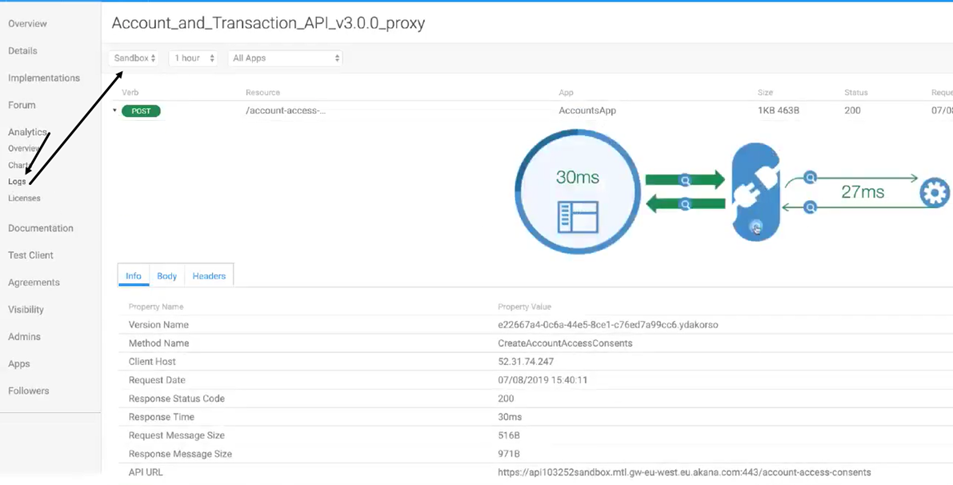 Overview
Details
Implementations
Forum
Analytics
Overview
Charts
Logs
Licenses
Documentation
Test Client
Agreements
Visibility
Admins
Apps
Followers
Account_and_Transaction_API_v3.0.0_proxy
Sandbox 1 hour All Apps
Verb Resource App Size Status
POST /account-access-... AccountsApp 1KB 463B 200 07/08
30ms
27ms
Info Body Headers
Property Name Property Value
Version Name e22667a4-0c6a-44e5-8ce1-c76ed7a99cc6.ydakorso
Method Name CreateAccountAccessConsents
Client Host 52.31.74.247
Request Date 07/08/2019 15:40:11
Response Status Code 200
Response Time 30ms
Request Message Size 516B
Response Message Size 971B
API URL https://api103252sandbox.mtl.gw-eu-west.eu.akana.com:443/account-access-consents